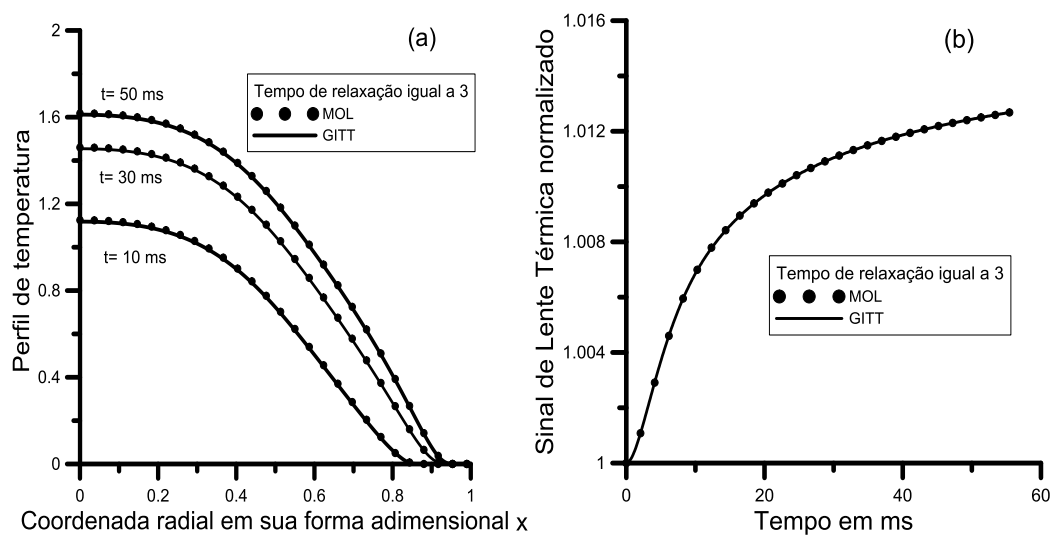 (a)
Perfil de temperatura
2
1.6
1.2
0.8
0.4
0
t= 50 ms
t= 30 ms
t= 10 ms
Tempo de relaxação igual a 3
MOL
GITT
0
0.2
0.4
0.6
0.8
1
Coordenada radial em sua forma adimensional x
(b)
Sinal de Lente Térmica normalizado
1.016
1.012
1.008
1.004
1
Tempo de relaxação igual a 3
MOL
GITT
0
20
40
60
Tempo em ms